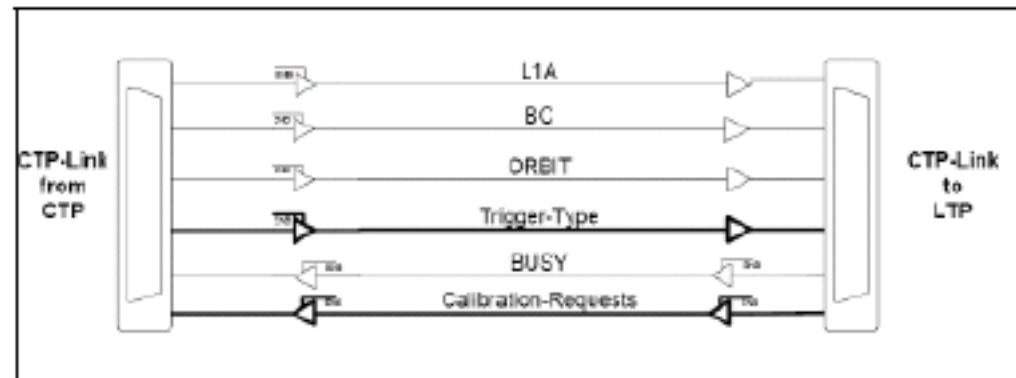 L1A
BC
ORBIT
Trigger-Type
BUSY
Calibration-Requests
CTP-Link
from
CTP
CTP-Link
to
LTP